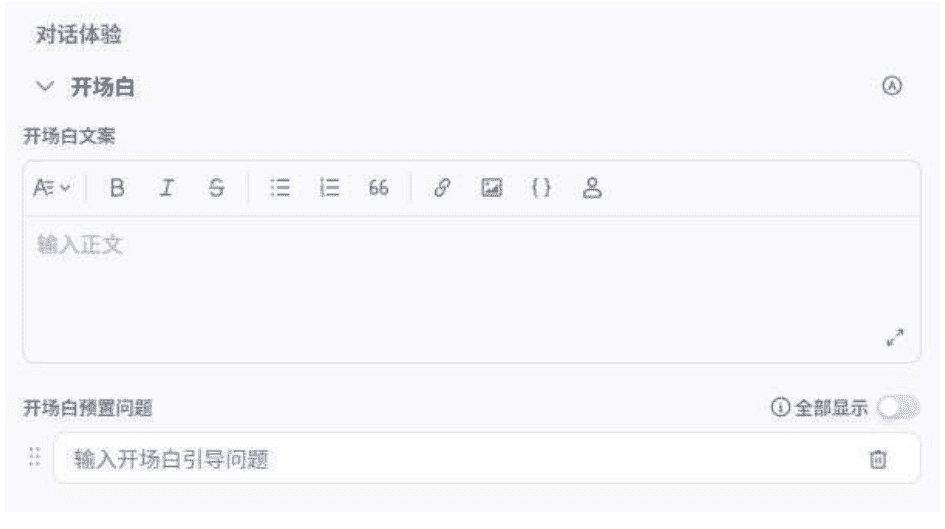 对话体验
开场白
开场白文案
输入正文
开场白预置问题 全部显示
输入开场白引导问题